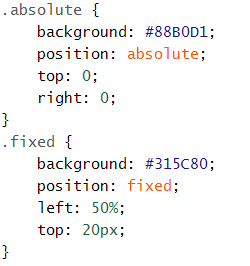 .absolute {
    background: #88B0D1;
    position: absolute;
    top: 0;
    right: 0;
}
.fixed {
    background: #315C80;
    position: fixed;
    left: 50%;
    top: 20px;
}